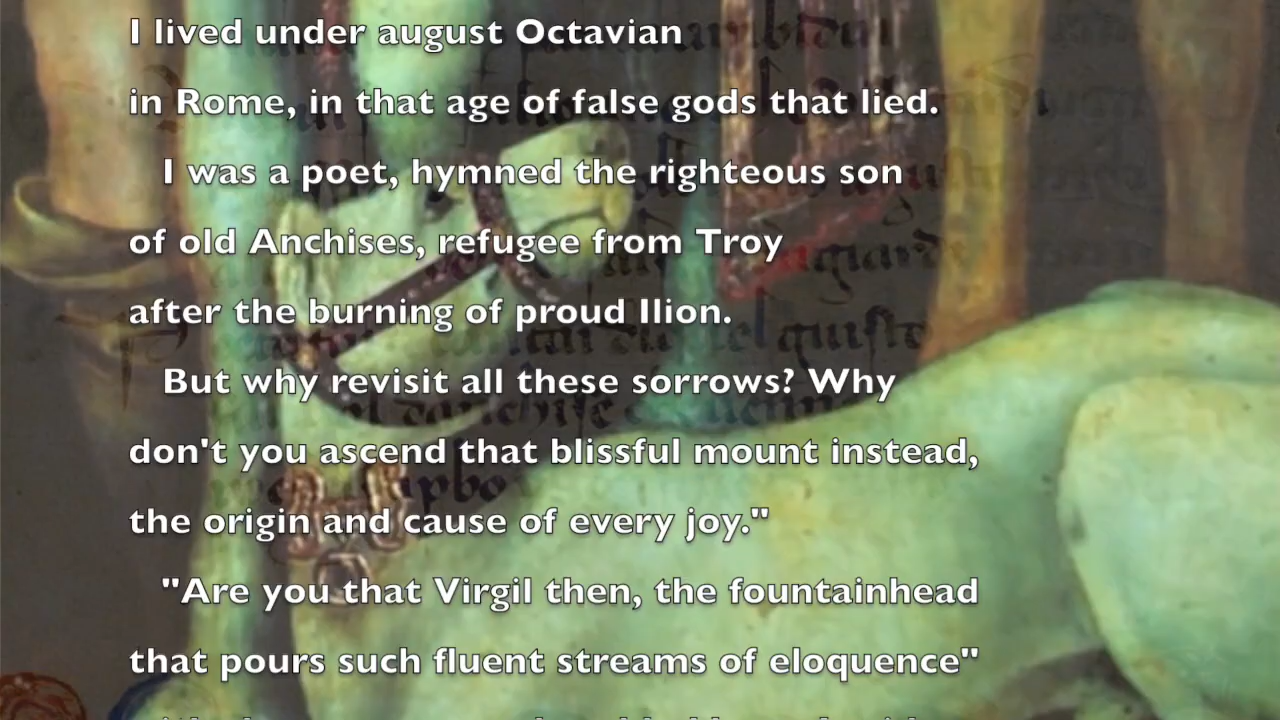 I lived under august Octavian
in Rome, in that age of false gods that lied.
I was a poet, hymned the righteous son
of old Anchises, refugee from Troy
after the burning of proud Ilion.
But why revisit all these sorrows? Why
don't you ascend that blissful mount instead,
the origin and cause of every joy."
"Are you that Virgil then, the fountainhead
that pours such fluent streams of eloquence"